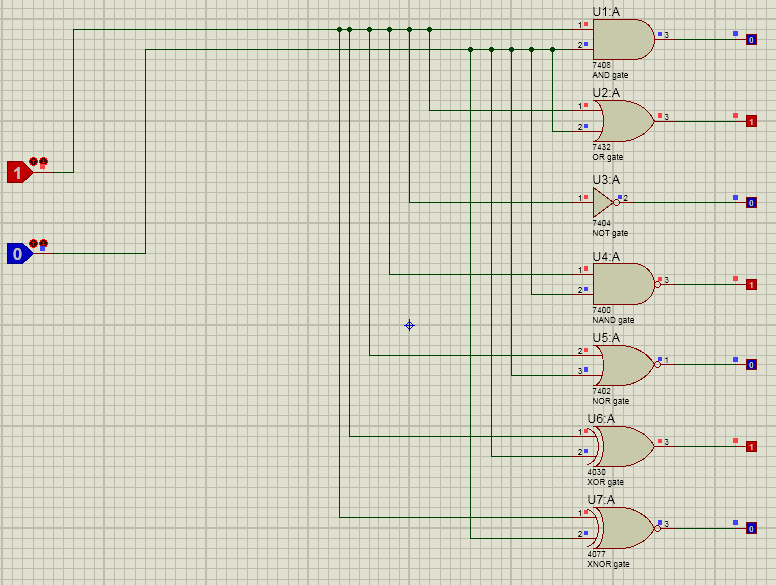 U1:A
1
3
0
2
7408
AND gate
U2:A
1
3
1
2
7432
OR gate
1
U3:A
1
2
0
7404
NOT gate
0
U4:A
1
3
1
2
7400
NAND gate
U5:A
2
1
0
3
7402
NOR gate
U6:A
1
3
1
2
4030
XOR gate
U7:A
1
3
0
2
4077
XNOR gate